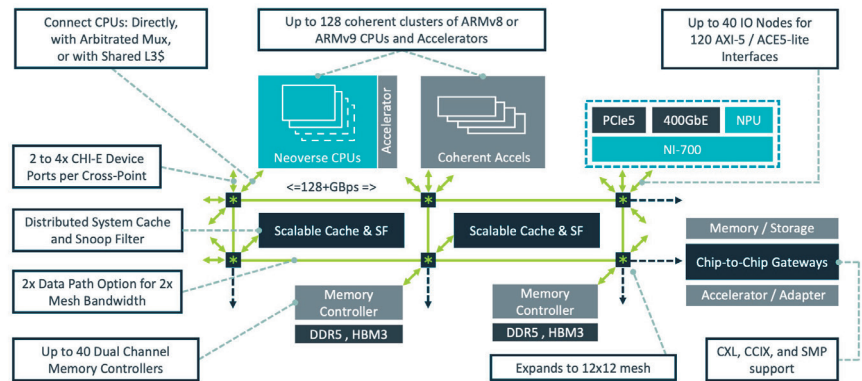 Connect CPUs: Directly,
with Arbitrated Mux,
or with Shared L3$
Up to 128 coherent clusters of ARMv8 or
ARMv9 CPUs and Accelerators
Up to 40 IO Nodes for
120 AXI-5 / ACE5-lite
Interfaces
Neoverse CPUs
Accelerator
Coherent Accels
PCIe5
400GbE
NPU
NI-700
2 to 4x CHI-E Device
Ports per Cross-Point
<=128+GBps =>
Distributed System Cache
and Snoop Filter
Scalable Cache & SF
Scalable Cache & SF
Memory / Storage
Chip-to-Chip Gateways
Accelerator / Adapter
2x Data Path Option for 2x
Mesh Bandwidth
Memory
Controller
DDR5 , HBM3
Memory
Controller
DDR5 , HBM3
Up to 40 Dual Channel
Memory Controllers
Expands to 12x12 mesh
CXL, CCIX, and SMP
support